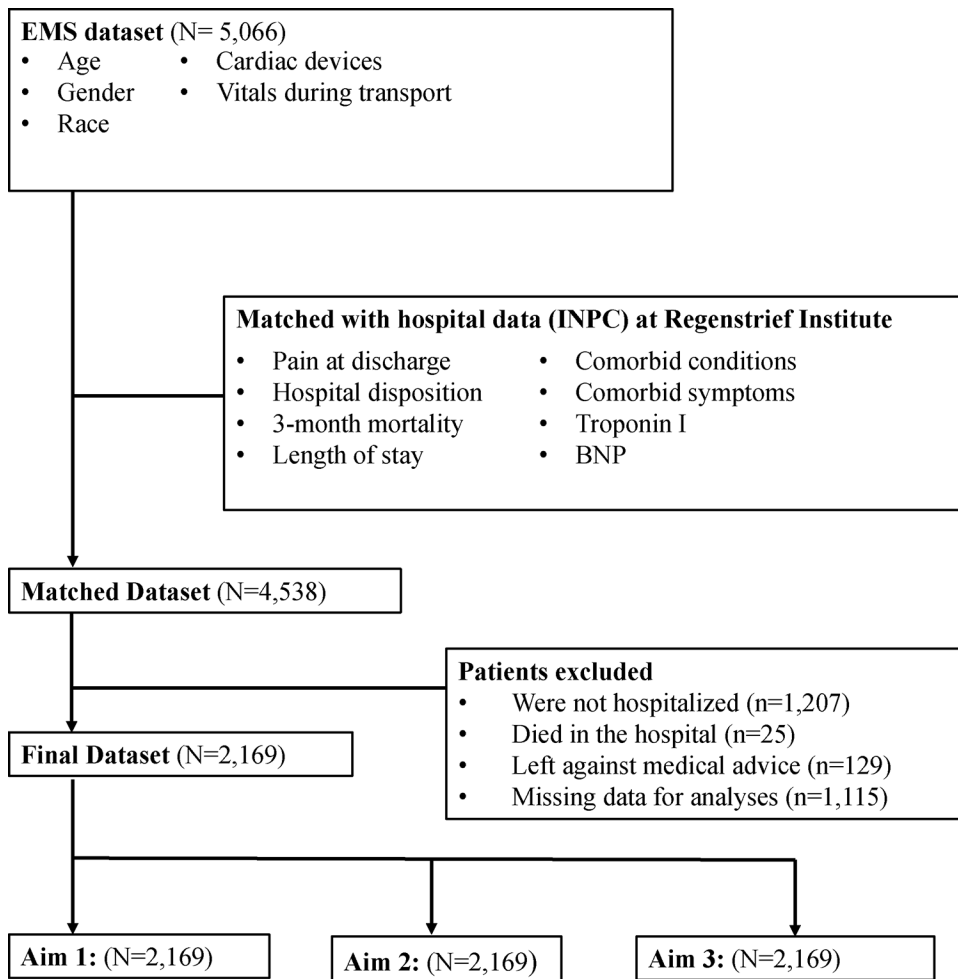 EMS dataset (N= 5,066)
• Age • Cardiac devices
• Gender • Vitals during transport
• Race
Matched with hospital data (INPC) at Regenstrief Institute
• Pain at discharge • Comorbid conditions
• Hospital disposition • Comorbid symptoms
• 3-month mortality • Troponin I
• Length of stay • BNP
Matched Dataset (N=4,538)
Patients excluded
• Were not hospitalized (n=1,207)
• Died in the hospital (n=25)
• Left against medical advice (n=129)
• Missing data for analyses (n=1,115)
Final Dataset (N=2,169)
Aim 1: (N=2,169) Aim 2: (N=2,169) Aim 3: (N=2,169)